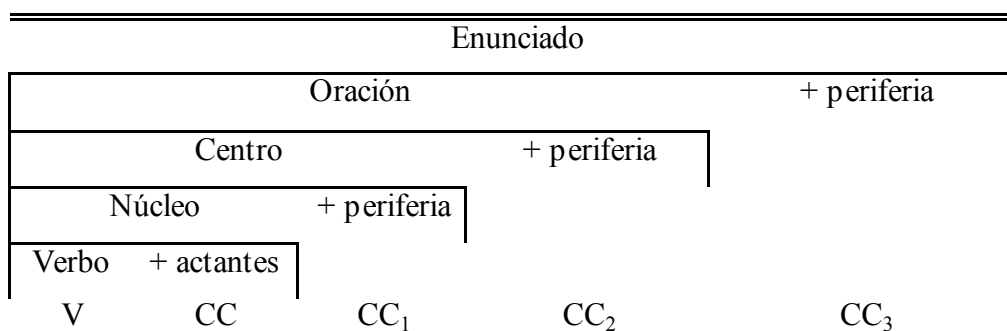 Enunciado
Oración + periferia
Centro + periferia
Núcleo + periferia
Verbo + actantes
V CC CC₁ CC₂ CC₃